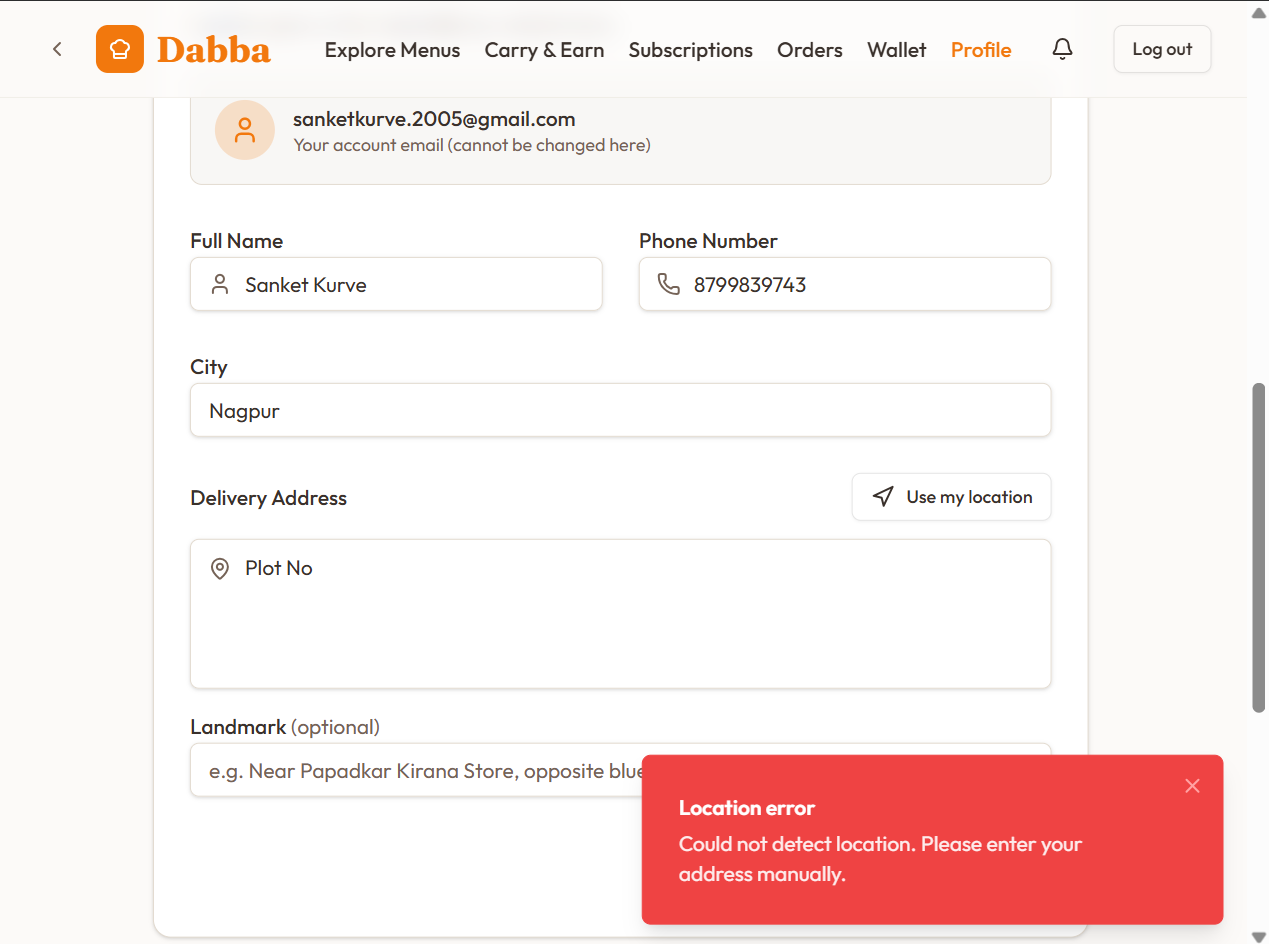 Dabba
Explore Menus
Carry & Earn
Subscriptions
Orders
Wallet
Profile
Log out
sanketkurve.2005@gmail.com
Your account email (cannot be changed here)
Full Name
Phone Number
Sanket Kurve
8799839743
City
Nagpur
Delivery Address
Use my location
Plot No
Landmark (optional)
e.g. Near Papadkar Kirana Store, opposite blue
Location error
Could not detect location. Please enter your
address manually.